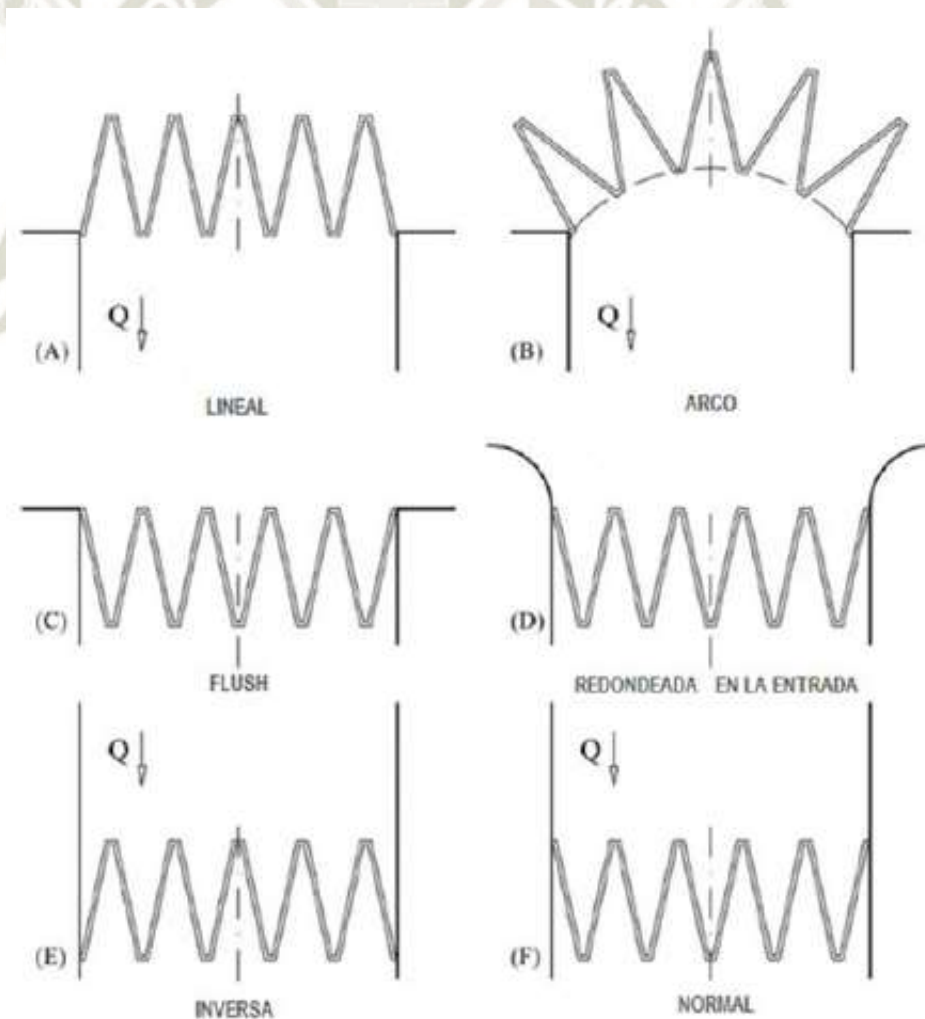 Q
(A)
LINEAL
Q
(B)
ARCO
(C)
FLUSH
(D)
REDONDEADA EN LA ENTRADA
Q
(E)
INVERSA
Q
(F)
NORMAL